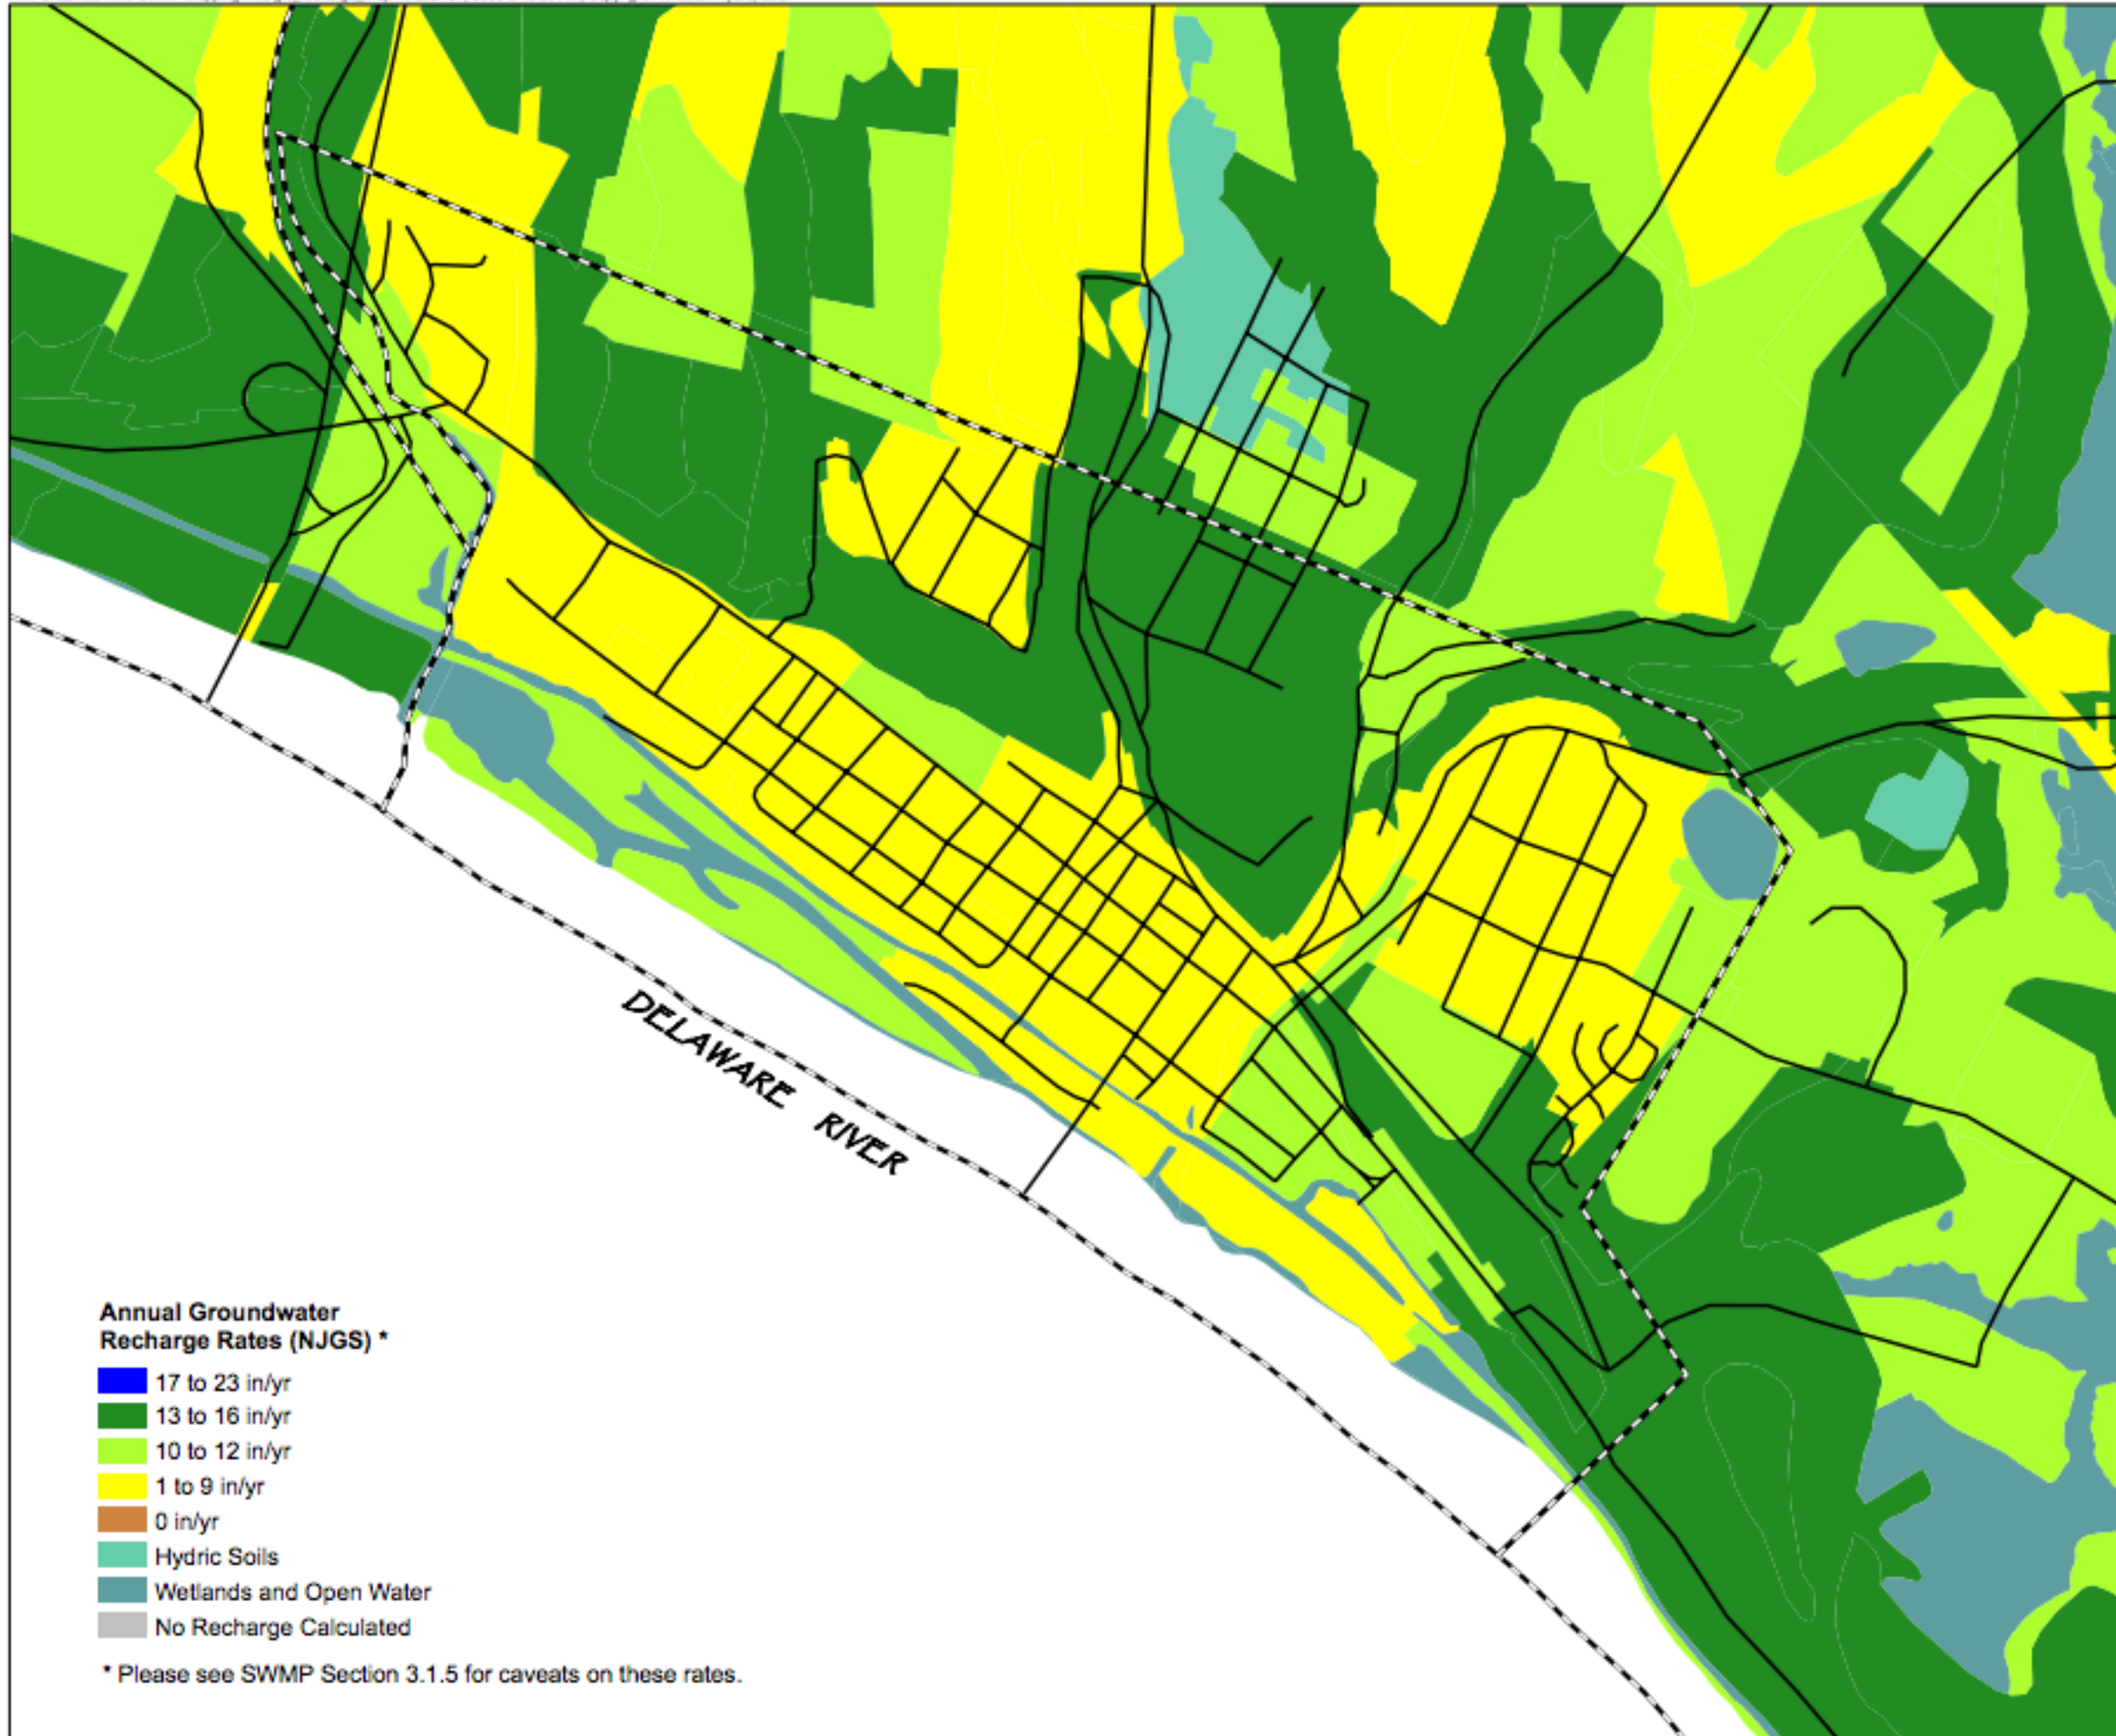 DELAWARE RIVER
Annual Groundwater
Recharge Rates (NJGS) *
17 to 23 in/yr
13 to 16 in/yr
10 to 12 in/yr
1 to 9 in/yr
0 in/yr
Hydric Soils
Wetlands and Open Water
No Recharge Calculated
* Please see SWMP Section 3.1.5 for caveats on these rates.